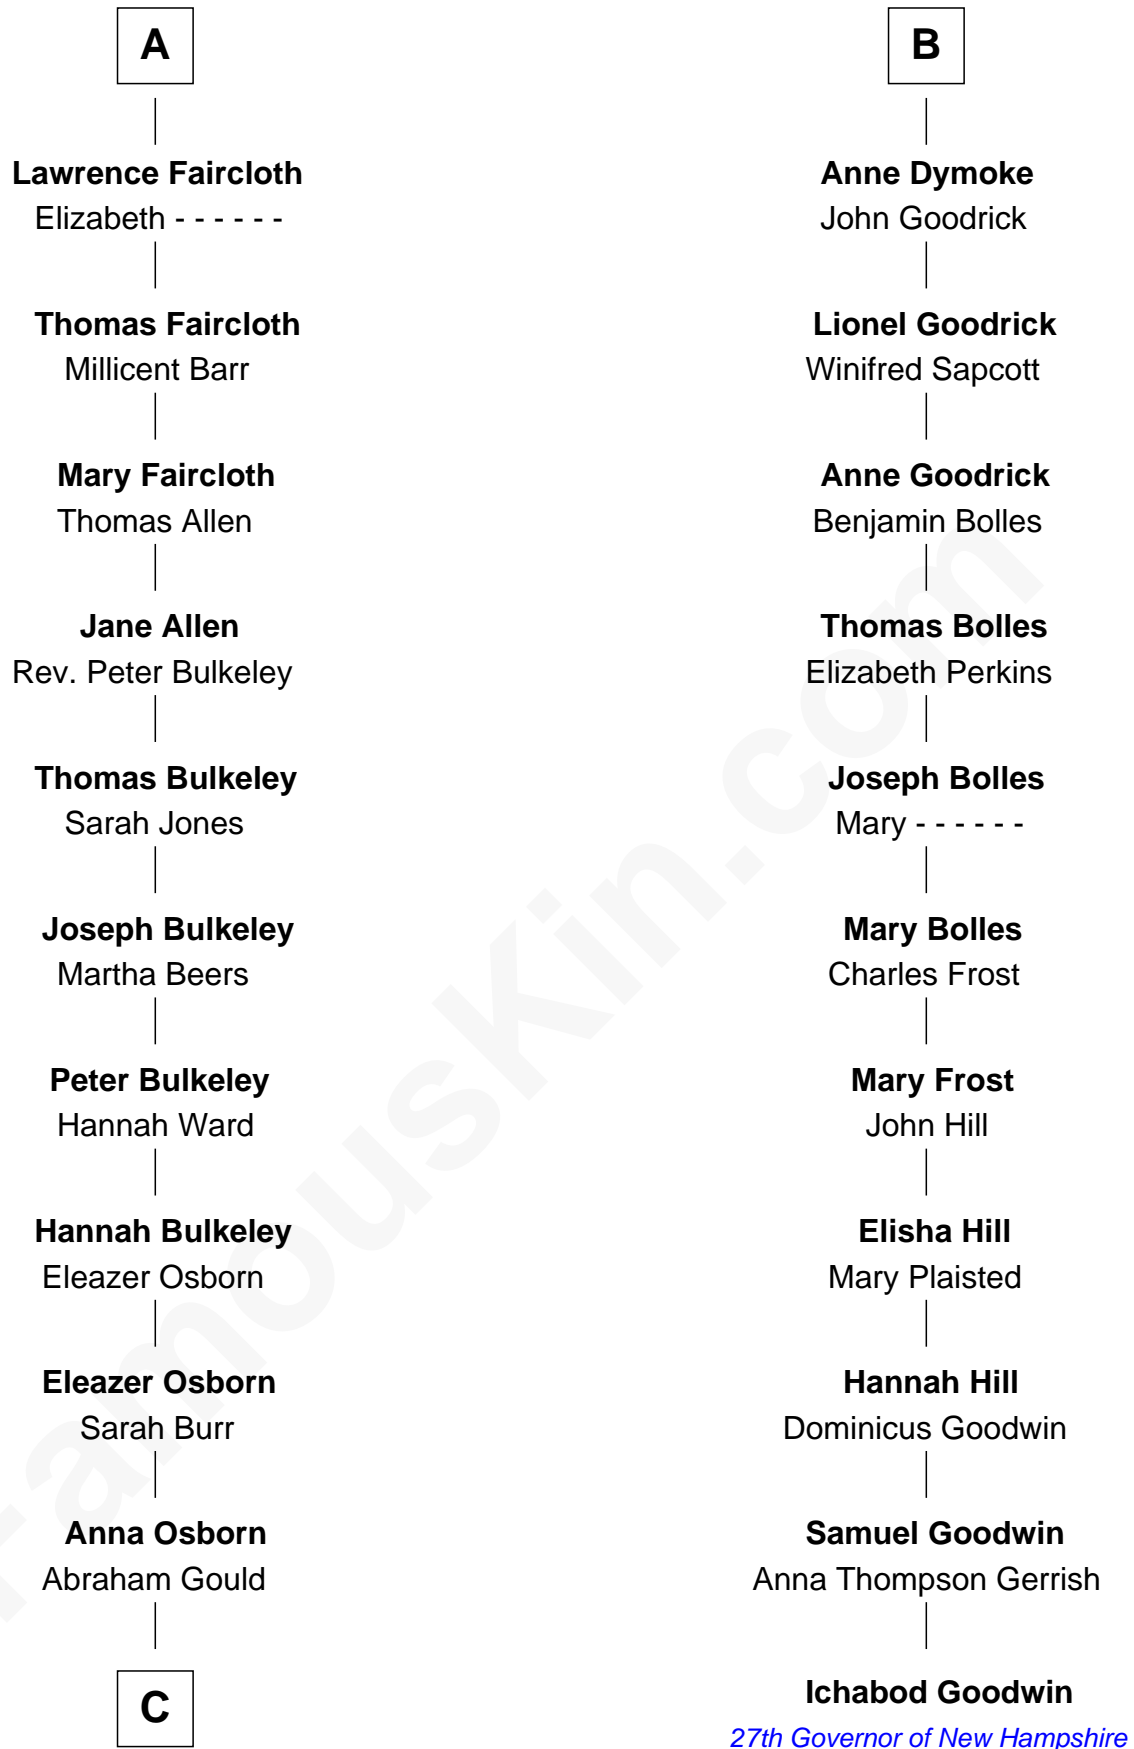 A
Lawrence Faircloth
Elizabeth - - - - - -
Thomas Faircloth
Millicent Barr
Mary Faircloth
Thomas Allen
Jane Allen
Rev. Peter Bulkeley
Thomas Bulkeley
Sarah Jones
Joseph Bulkeley
Martha Beers
Peter Bulkeley
Hannah Ward
Hannah Bulkeley
Eleazer Osborn
Eleazer Osborn
Sarah Burr
Anna Osborn
Abraham Gould
C
B
Anne Dymoke
John Goodrick
Lionel Goodrick
Winifred Sapcott
Anne Goodrick
Benjamin Bolles
Thomas Bolles
Elizabeth Perkins
Joseph Bolles
Mary - - - - - -
Mary Bolles
Charles Frost
Mary Frost
John Hill
Elisha Hill
Mary Plaisted
Hannah Hill
Dominicus Goodwin
Samuel Goodwin
Anna Thompson Gerrish
Ichabod Goodwin
27th Governor of New Hampshire
FamousKin.com